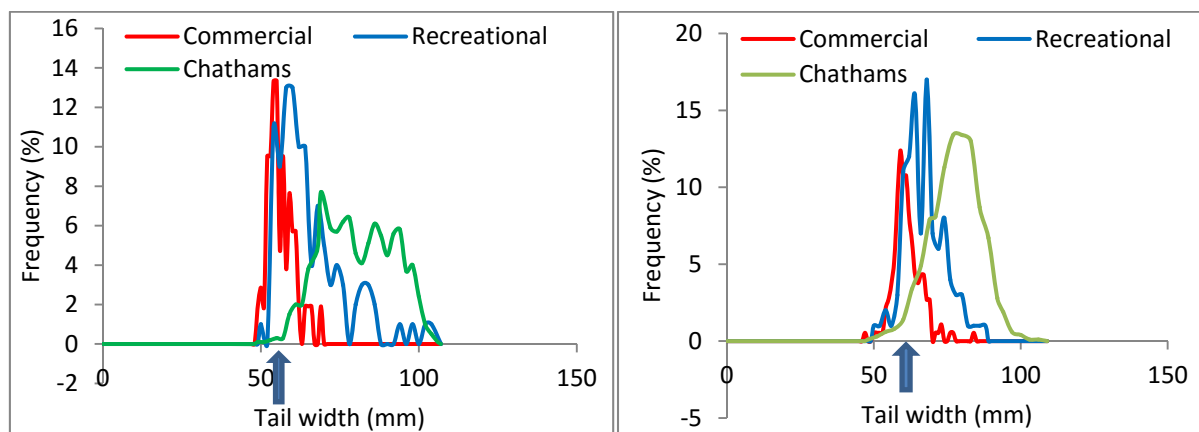 Commercial
Recreational
Chathams
Frequency (%)
16
14
12
10
8
6
4
2
0
-2
0
50
100
150
Tail width (mm)
Commercial
Recreational
Chathams
Frequency (%)
20
15
10
5
0
-5
0
50
100
150
Tail width (mm)